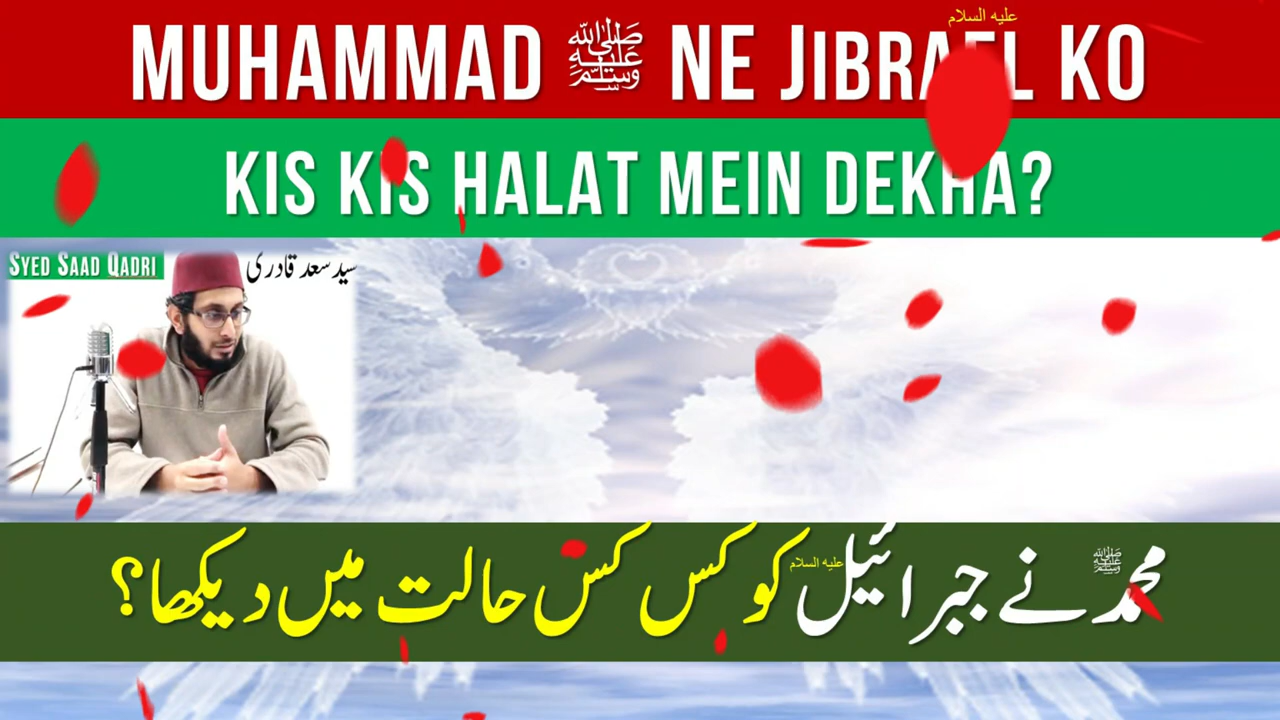 MUHAMMAD ﷺ NE JIBRAEL علیہ السلام KO
KIS KIS HALAT MEIN DEKHA?
SYED SAAD QADRI سید سعد قادری
محمد ﷺ نے جبرائیل علیہ السلام کو کس کس حالت میں دیکھا؟